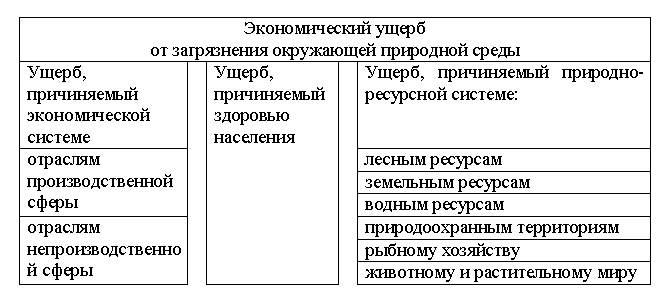 Экономический ущерб
от загрязнения окружающей природной среды
Ущерб,
причиняемый
экономической
системе
отраслям
производственной
сферы
отраслям
непроизводственно
й сферы
Ущерб,
причиняемый
здоровью
населения
Ущерб, причиняемый природно-
ресурсной системе:
лесным ресурсам
земельным ресурсам
водным ресурсам
природоохранным территориям
рыбному хозяйству
животному и растительному миру